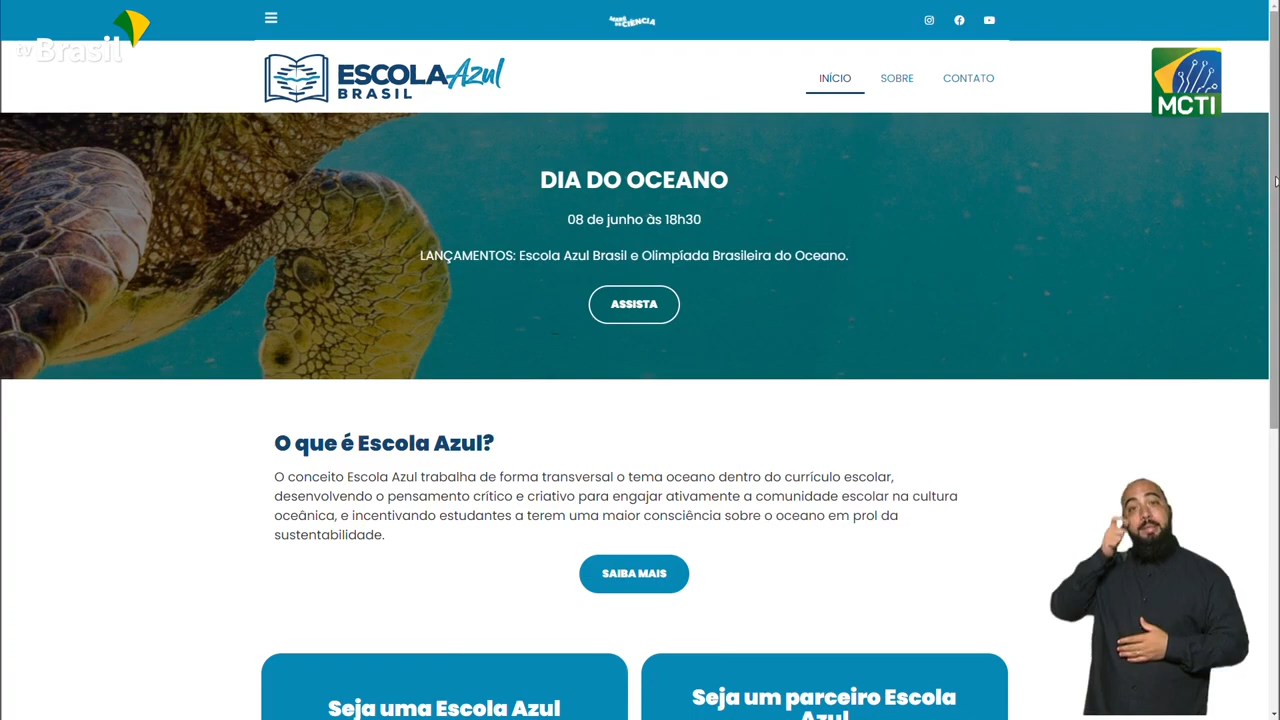 tv Brasil
MARÉ DE CIÊNCIA
ESCOLA Azul
BRASIL
INÍCIO
SOBRE
CONTATO
MCTI
DIA DO OCEANO
08 de junho às 18h30
LANÇAMENTOS: Escola Azul Brasil e Olimpíada Brasileira do Oceano.
ASSISTA
O que é Escola Azul?
O conceito Escola Azul trabalha de forma transversal o tema oceano dentro do currículo escolar,
desenvolvendo o pensamento crítico e criativo para engajar ativamente a comunidade escolar na cultura
oceânica, e incentivando estudantes a terem uma maior consciência sobre o oceano em prol da
sustentabilidade.
SAIBA MAIS
Seja uma Escola Azul
Seja um parceiro Escola
Azul